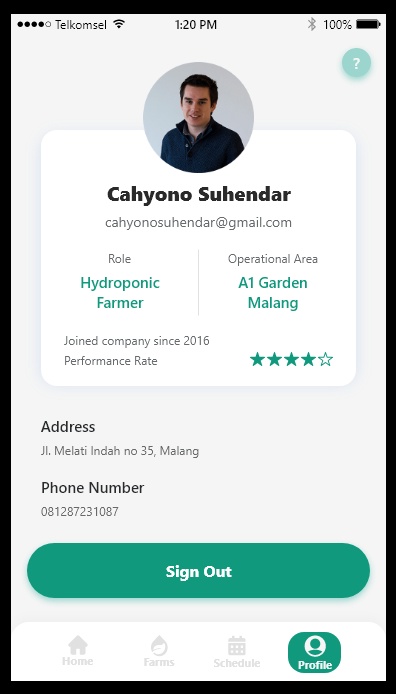 Telkomsel 1:20 PM 100%
?
Cahyono Suhendar
cahyonosuhendar@gmail.com
Role
Hydroponic
Farmer
Operational Area
A1 Garden
Malang
Joined company since 2016
Performance Rate
Address
Jl. Melati Indah no 35, Malang
Phone Number
081287231087
Sign Out
Home Farms Schedule Profile